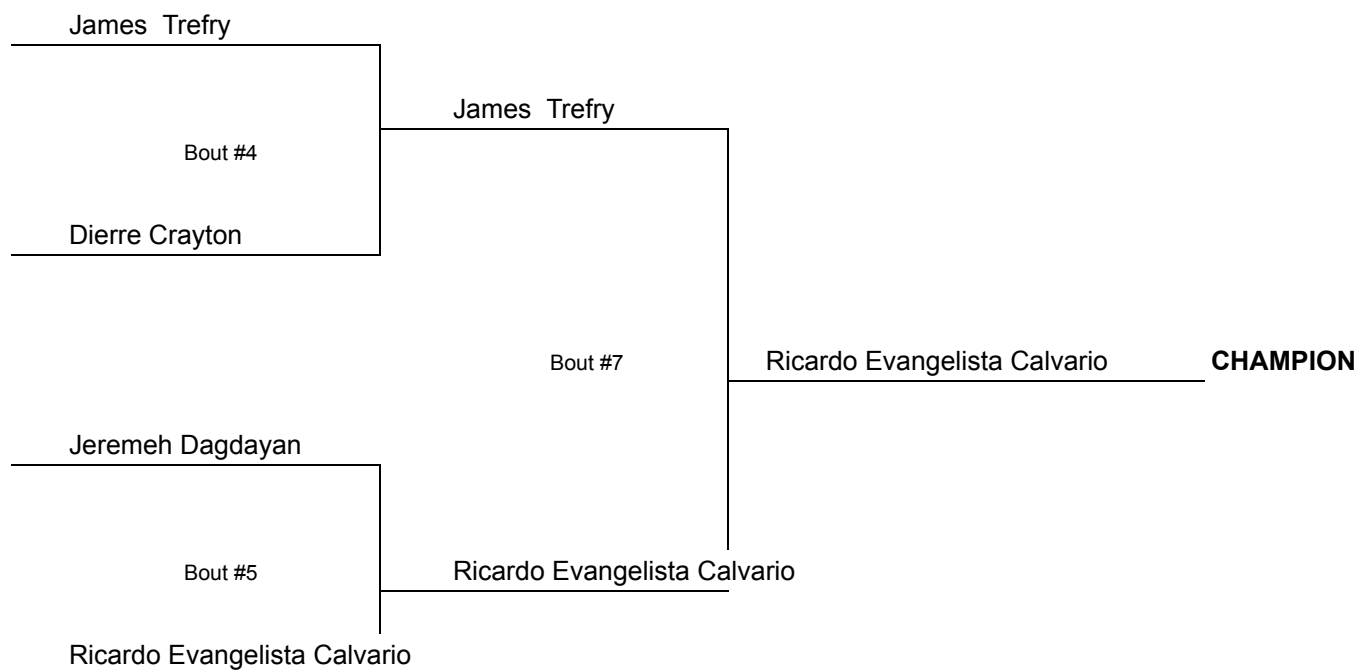 James  Trefry
James  Trefry
Bout #4
Dierre Crayton
Bout #7
Ricardo Evangelista Calvario
CHAMPION
Jeremeh Dagdayan
Bout #5
Ricardo Evangelista Calvario
Ricardo Evangelista Calvario